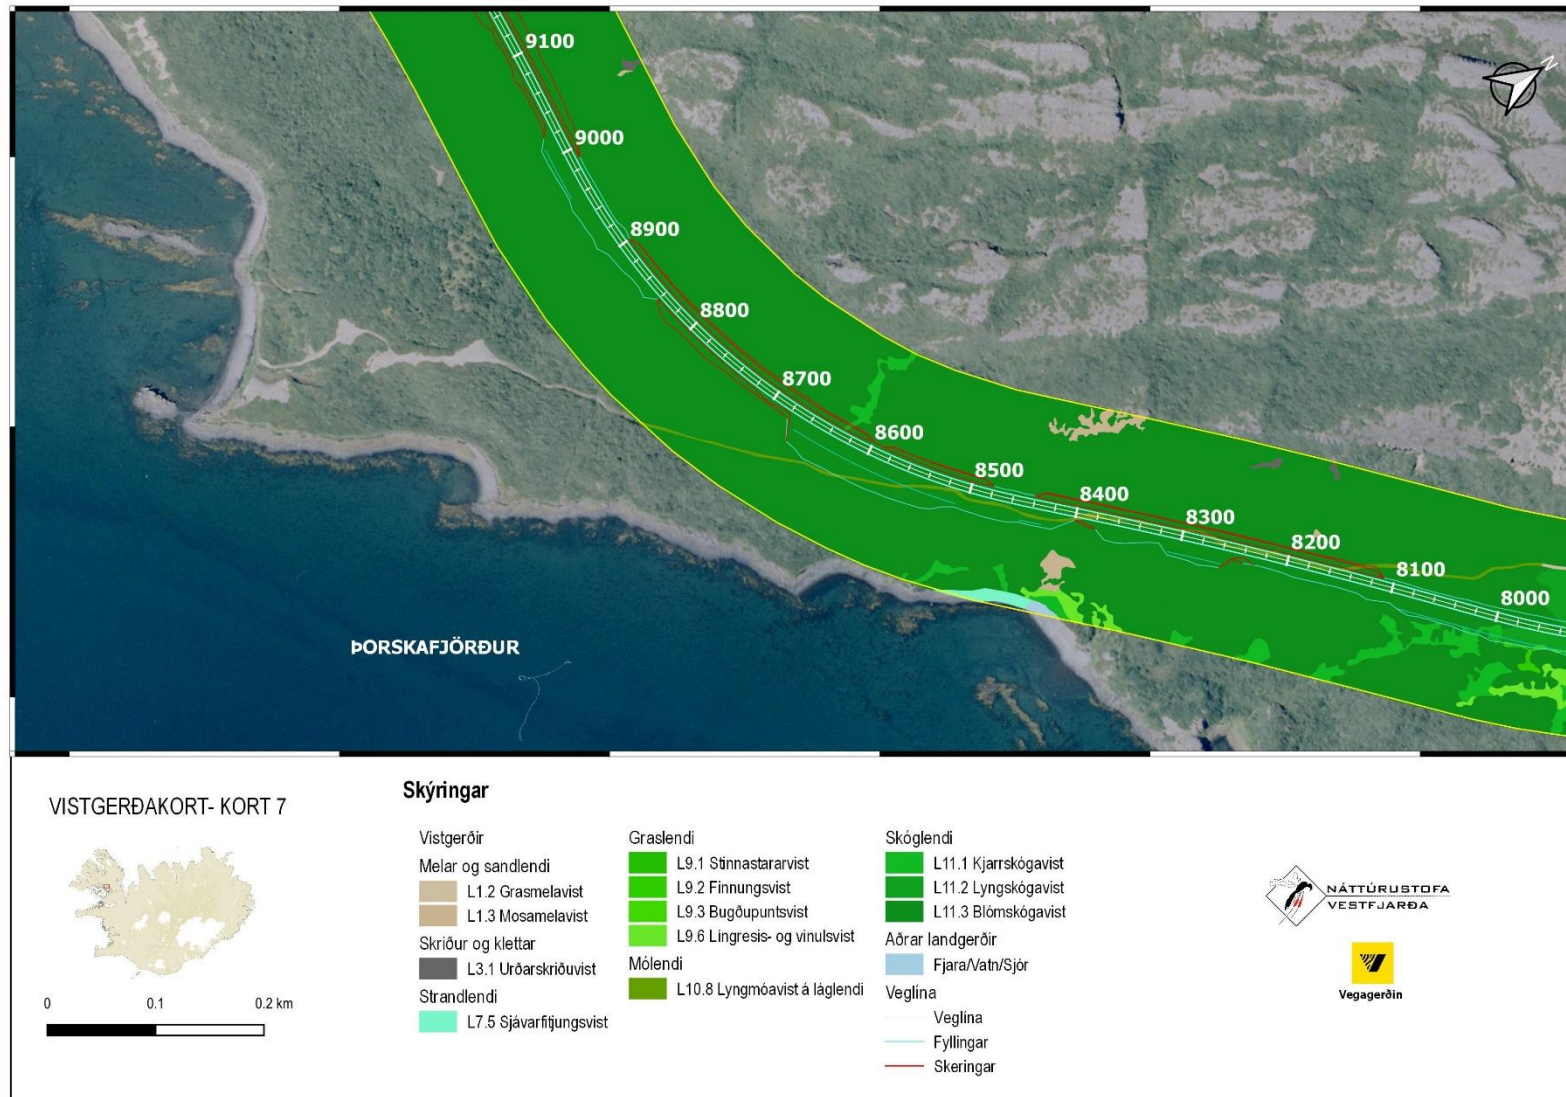 9100
9000
8900
8800
8700
8600
8500
8400
8300
8200
8100
8000
N
ÞORSKAFJÖRÐUR
VISTGERÐAKORT- KORT 7
0 0.1 0.2 km
Skýringar
Vistgerðir
Melar og sandlendi
L1.2 Grasmelavist
L1.3 Mosamelavist
Skriður og klettar
L3.1 Urðarskriðuvist
Strandlendi
L7.5 Sjávarfitjungsvist
Graslendi
L9.1 Stinnastararvist
L9.2 Finnungsvist
L9.3 Bugðupuntsvist
L9.6 Língresis- og vinulsvist
Mólendi
L10.8 Lyngmóavist á láglendi
Skóglendi
L11.1 Kjarrskógavist
L11.2 Lyngskógavist
L11.3 Blómskógavist
Aðrar landgerðir
Fjara/Vatn/Sjór
Veglína
Veglína
Fyllingar
Skeringar
NÁTTÚRUSTOFA
VESTFJARÐA
Vegagerðin